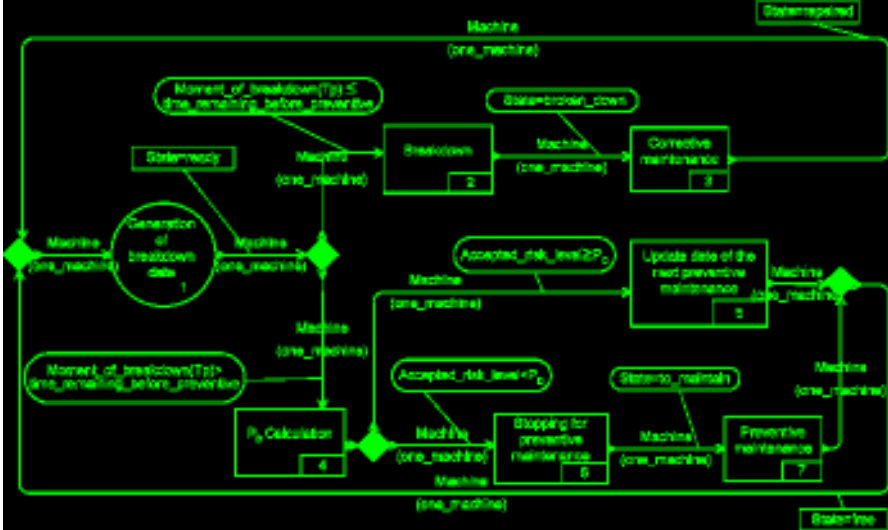 State=repaired
Machine
(one_machine)
Moment_of_breakdown(Tp) ≤
time_remaining_before_preventive
State=broken_down
State=ready
Machine
(one_machine)
Breakdown
2
Machine
(one_machine)
Corrective
maintenance
3
Machine
(one_machine)
Generation
of
breakdown
date
1
Machine
(one_machine)
Accepted_risk_level≥P
Machine
(one_machine)
Update date of the
next preventive
maintenance
5
Machine
(one_machine)
Machine
(one_machine)
Moment_of_breakdown(Tp)>
time_remaining_before_preventive
Accepted_risk_level<P
State=to_maintain
Machine
(one_machine)
Calculation
4
Machine
(one_machine)
Stopping for
preventive
maintenance
6
Machine
(one_machine)
Preventive
maintenance
7
Machine
(one_machine)
State=free